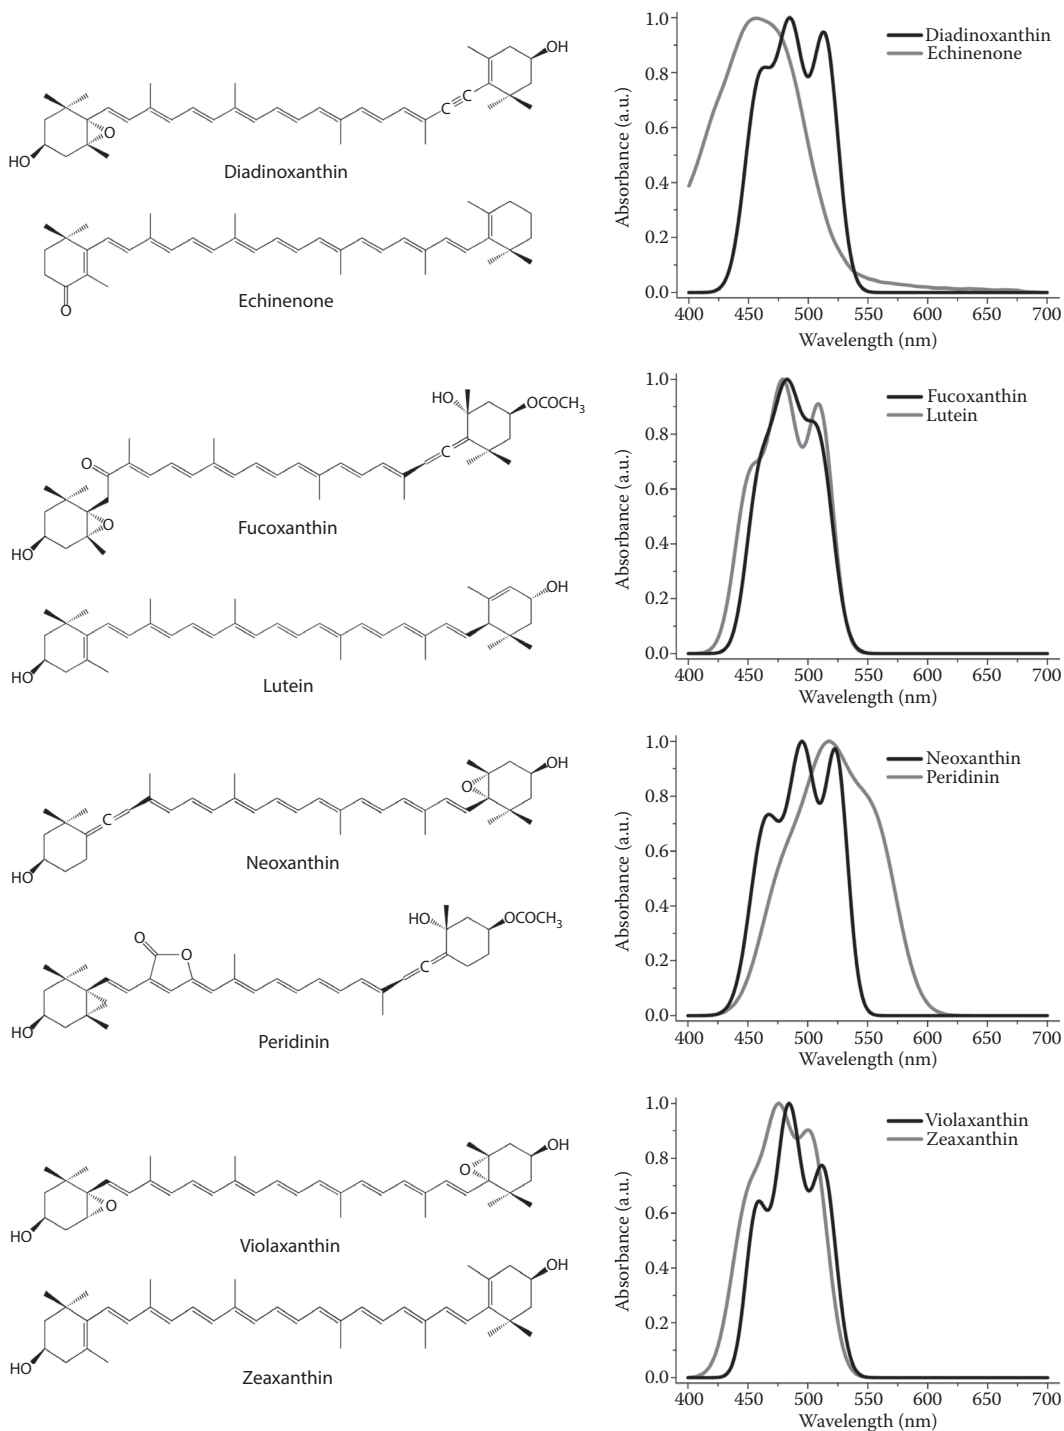 OH
O
HO
C
C
Diadinoxanthin
O
Echinenone
1.0
0.8
0.6
0.4
0.2
0.0
Absorbance (a.u.)
Diadinoxanthin
Echinenone
400 450 500 550 600 650 700
Wavelength (nm)
HO
OCOCH3
C
O
O
HO
Fucoxanthin
OH
HO
Lutein
1.0
0.8
0.6
0.4
0.2
0.0
Absorbance (a.u.)
Fucoxanthin
Lutein
400 450 500 550 600 650 700
Wavelength (nm)
OH
O
C
HO
Neoxanthin
O
O
HO
OCOCH3
C
HO
Peridinin
1.0
0.8
0.6
0.4
0.2
0.0
Absorbance (a.u.)
Neoxanthin
Peridinin
400 450 500 550 600 650 700
Wavelength (nm)
OH
O
O
HO
Violaxanthin
OH
HO
Zeaxanthin
1.0
0.8
0.6
0.4
0.2
0.0
Absorbance (a.u.)
Violaxanthin
Zeaxanthin
400 450 500 550 600 650 700
Wavelength (nm)